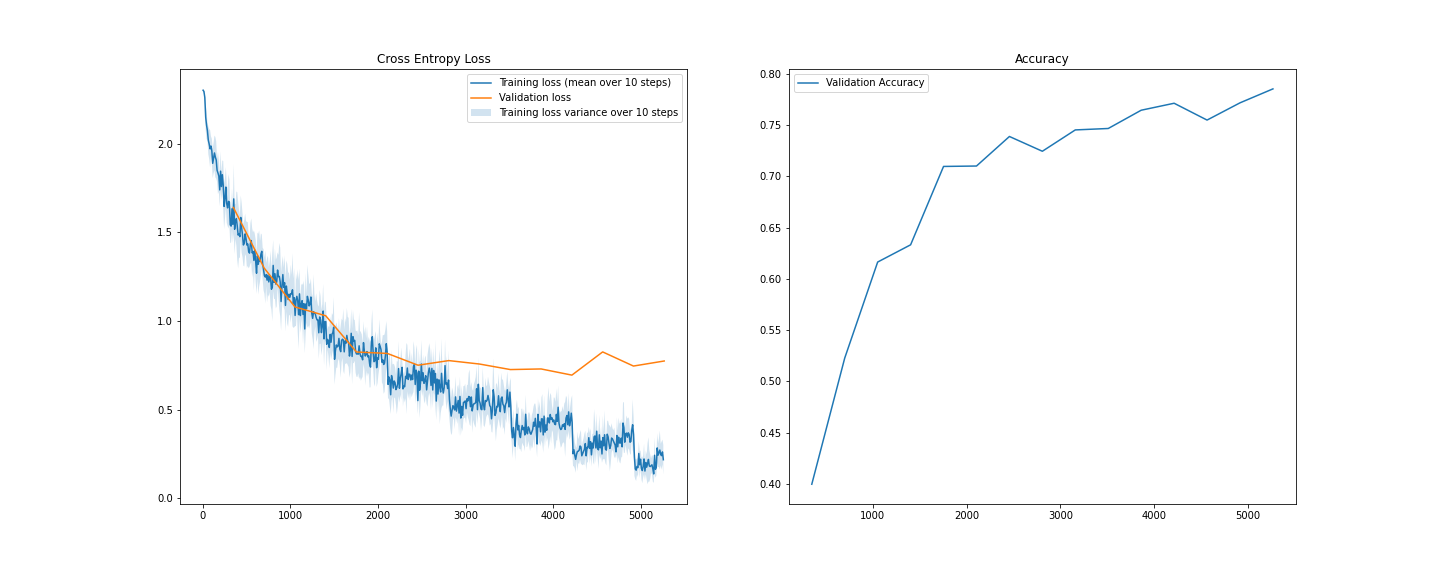 Cross Entropy Loss
Training loss (mean over 10 steps)
Validation loss
Training loss variance over 10 steps
2.0
1.5
1.0
0.5
0.0
0 1000 2000 3000 4000 5000
Accuracy
Validation Accuracy
0.80
0.75
0.70
0.65
0.60
0.55
0.50
0.45
0.40
1000 2000 3000 4000 5000